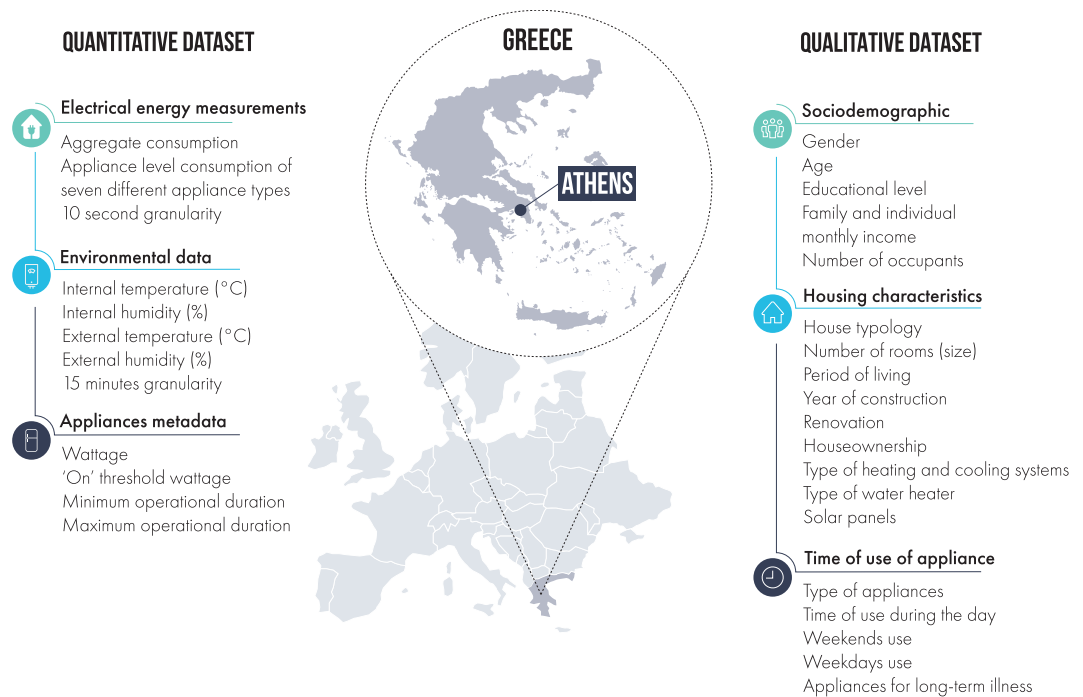 QUANTITATIVE DATASET
Electrical energy measurements
Aggregate consumption
Appliance level consumption of
seven different appliance types
10 second granularity
Environmental data
Internal temperature (°C)
Internal humidity (%)
External temperature (°C)
External humidity (%)
15 minutes granularity
Appliances metadata
Wattage
‘On’ threshold wattage
Minimum operational duration
Maximum operational duration
GREECE
ATHENS
QUALITATIVE DATASET
Sociodemographic
Gender
Age
Educational level
Family and individual
monthly income
Number of occupants
Housing characteristics
House typology
Number of rooms (size)
Period of living
Year of construction
Renovation
Houseownership
Type of heating and cooling systems
Type of water heater
Solar panels
Time of use of appliance
Type of appliances
Time of use during the day
Weekends use
Weekdays use
Appliances for long-term illness